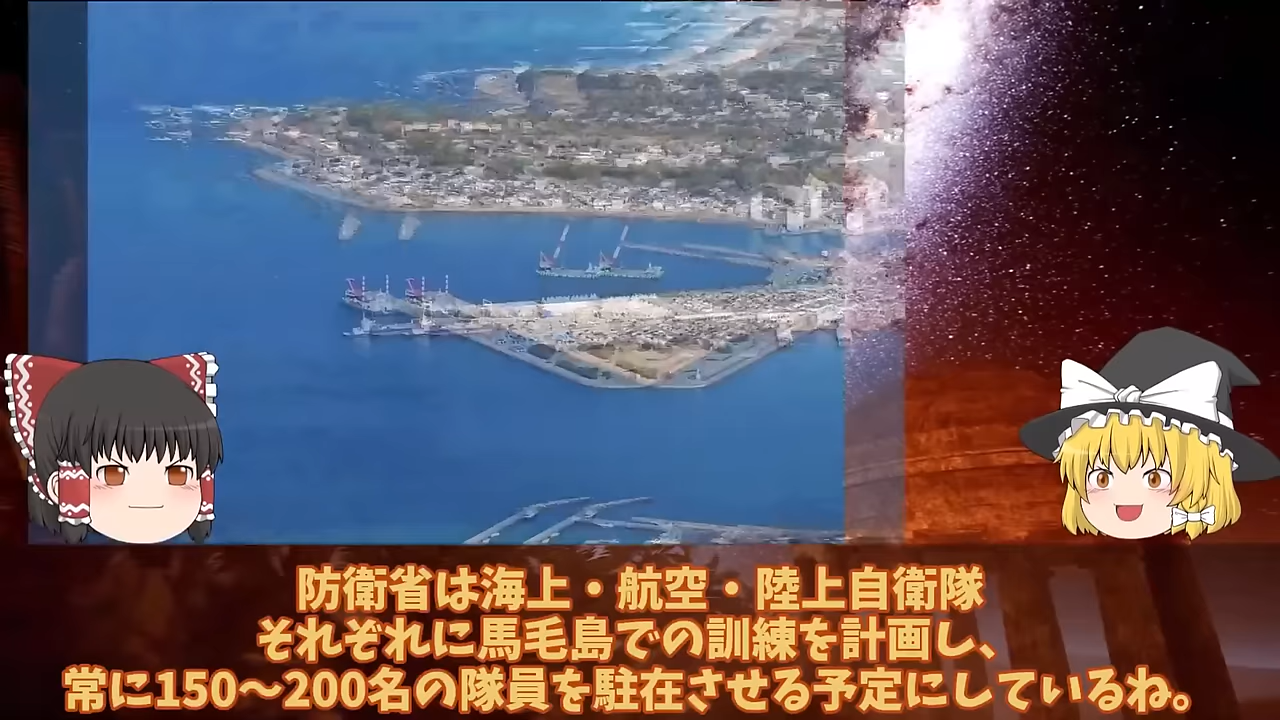 防衛省は海上・航空・陸上自衛隊
それぞれに馬毛島での訓練を計画し、
常に150～200名の隊員を駐在させる予定にしているね。